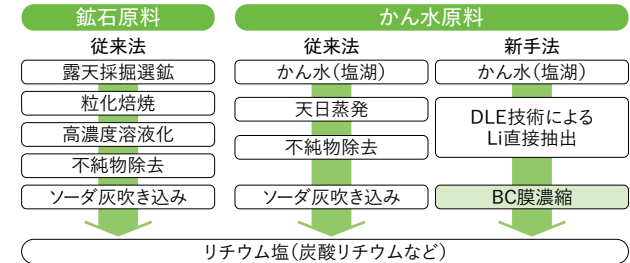 鉱石原料
かん水原料
従来法
従来法
新手法
露天採掘選鉱
かん水（塩湖）
かん水（塩湖）
粒化焙焼
天日蒸発
DLE技術による
Li直接抽出
高濃度溶液化
不純物除去
不純物除去
ソーダ灰吹き込み
ソーダ灰吹き込み
BC膜濃縮
リチウム塩（炭酸リチウムなど）